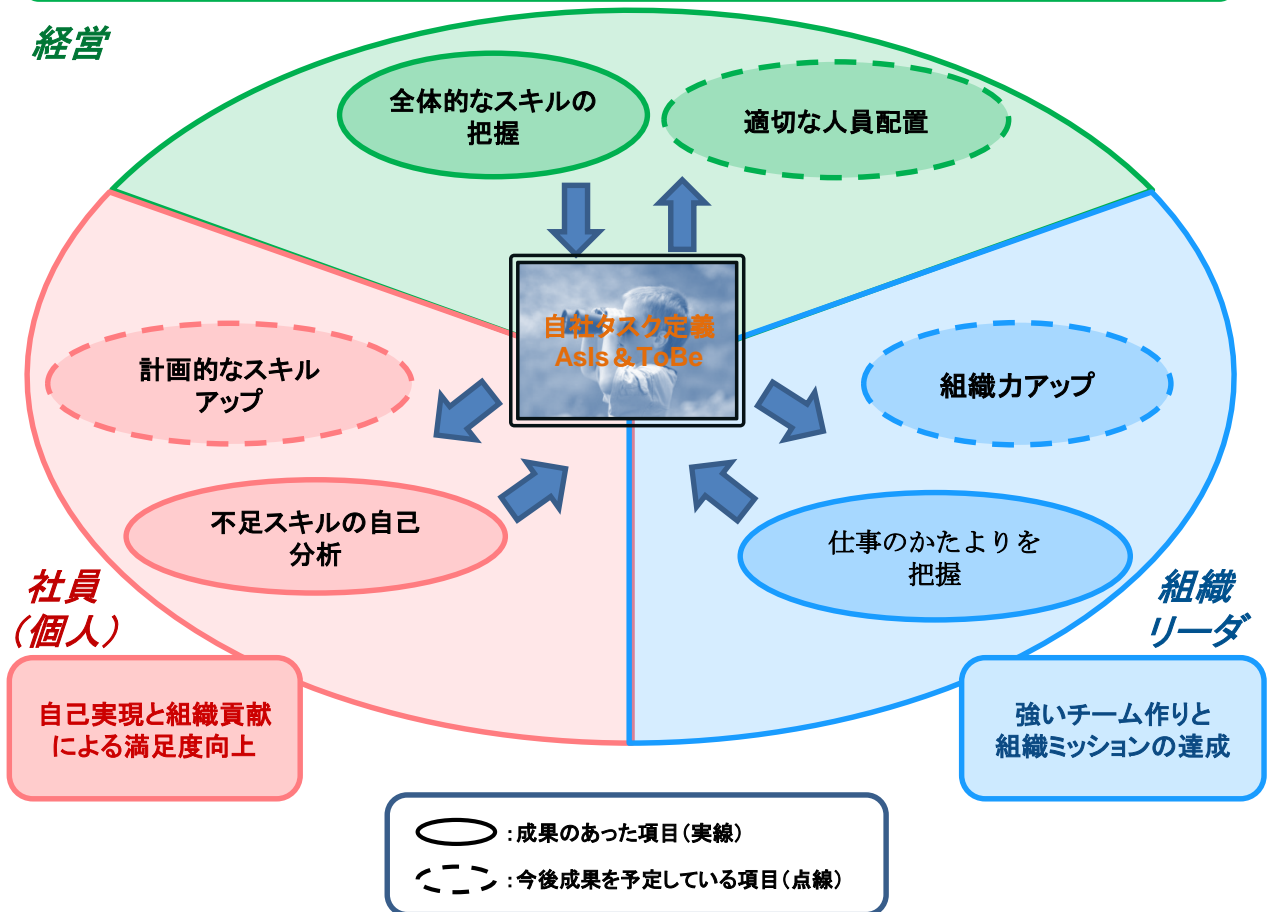 経営
全体的なスキルの
把握
適切な人員配置
自社タスク定義
AsIs＆ToBe
計画的なスキル
アップ
組織力アップ
不足スキルの自己
分析
仕事のかたよりを
把握
社員
（個人）
組織
リーダ
自己実現と組織貢献
による満足度向上
強いチーム作りと
組織ミッションの達成
：成果のあった項目（実線）
：今後成果を予定している項目（点線）